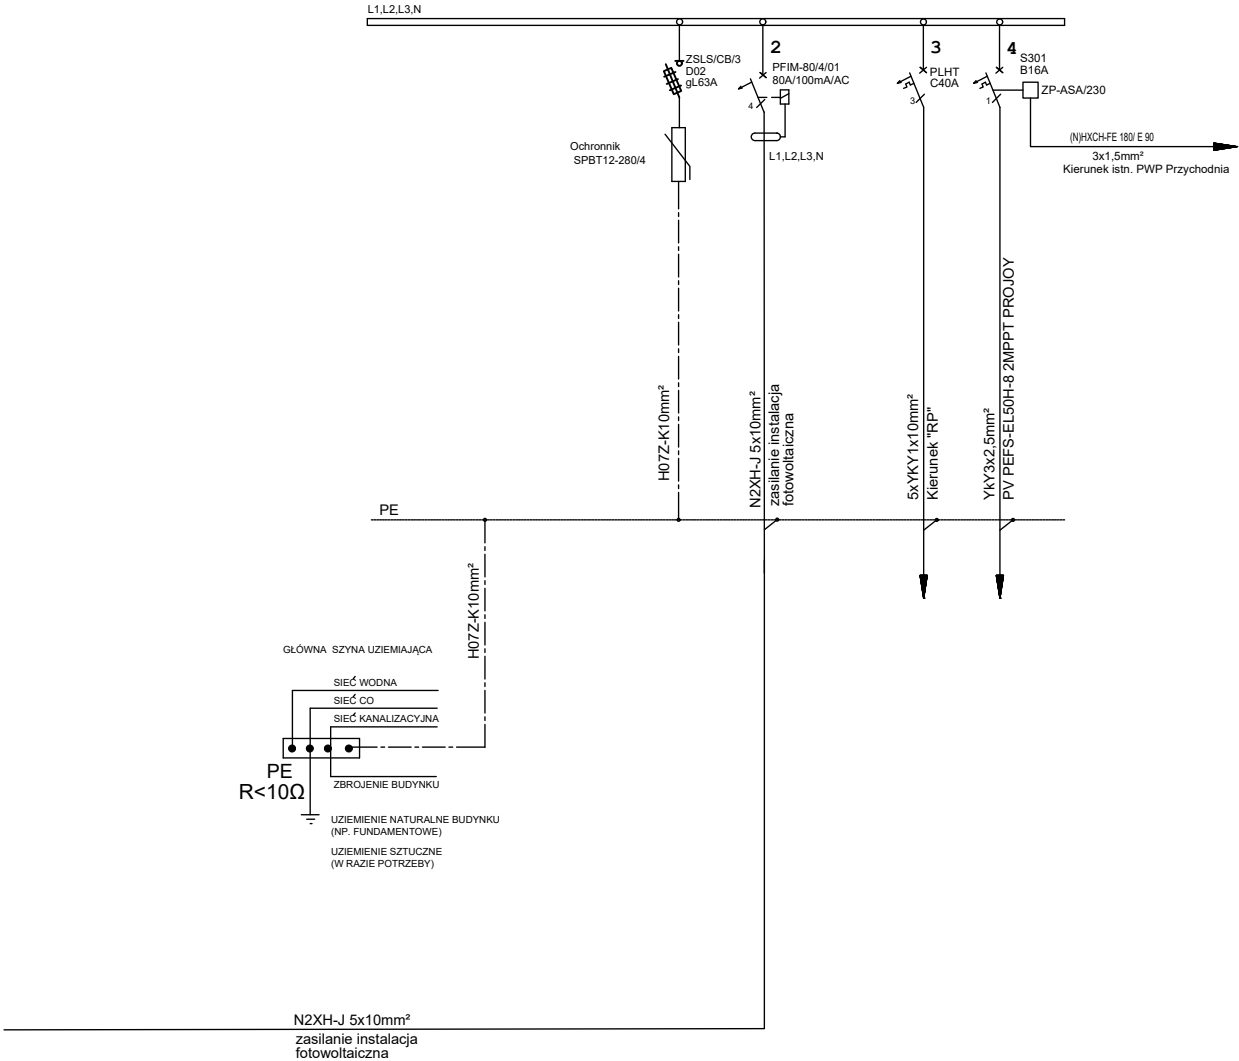 L1,L2,L3,N
ZSLS/CB/3
D02
gL63A
Ochronnik
SPBT12-280/4
2
PFIM-80/4/01
80A/100mA/AC
4
L1,L2,L3,N
3
PLHT
C40A
3
4
S301
B16A
1
ZP-ASA/230
(N)HXCH-FE 180/ E 90
3x1,5mm²
Kierunek istn. PWP Przychodnia
H07Z-K10mm²
N2XH-J 5x10mm²
zasilanie instalacja
fotowoltaiczna
5xYKY1x10mm²
Kierunek "RP"
YkY3x2,5mm²
PV PEFS-EL50H-8 2MPPT PROJOY
PE
H07Z-K10mm²
GŁÓWNA SZYNA UZIEMIAJĄCA
SIEĆ WODNA
SIEĆ CO
SIEĆ KANALIZACYJNA
PE
R<10Ω
ZBROJENIE BUDYNKU
UZIEMIENIE NATURALNE BUDYNKU
(NP. FUNDAMENTOWE)
UZIEMIENIE SZTUCZNE
(W RAZIE POTRZEBY)
N2XH-J 5x10mm²
zasilanie instalacja
fotowoltaiczna